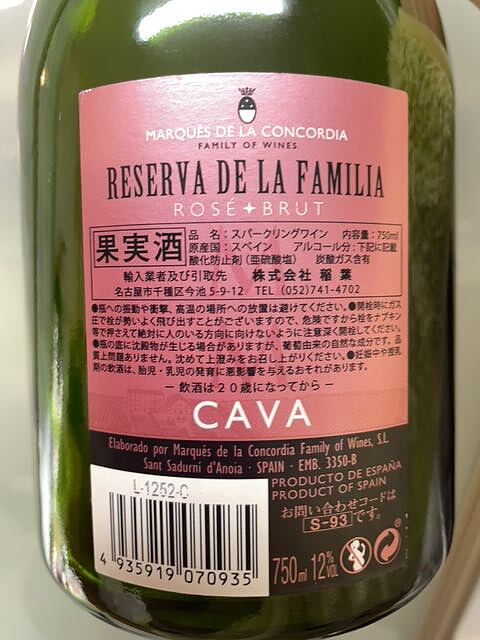 MARQUÉS DE LA CONCORDIA
FAMILY OF WINES
RESERVA DE LA FAMILIA
ROSÉ + BRUT
果実酒
品 名：スパークリングワイン 内容量：750ml
原産国：スペイン アルコール分：下記に記載
酸化防止剤（亜硫酸塩） 炭酸ガス含有
輸入業者及び引取先 株式会社 稲葉
名古屋市千種区今池 5-9-12 TEL (052)741-4702
●瓶への振動や衝撃、高温の場所への放置は避けてください。●開栓時にガス
圧で栓が勢いよく飛び出すことがございますので、危険ですから栓をナプキン
等で押さえて絶対に人のいる方向に向けないように注意深く開栓してください。
●瓶の底に沈殿物が生じる場合がありますが、葡萄由来の自然な成分です。品
質上問題ありません。沈めて上澄みをお召し上がりください。●妊娠中や授乳
期の飲酒は、胎児・乳児の発育に悪影響を与えるおそれがあります。
― 飲酒は２０歳になってから ―
CAVA
Elaborado por Marqués de la Concordia Family of Wines, S.L
Sant Sadurní d'Anoia · SPAIN · EMB. 3350-B
L-1252-C
PRODUCTO DE ESPAÑA
PRODUCT OF SPAIN
お問い合わせコードは
S-93 です。
4 935919 070935
750ml 12% VOL